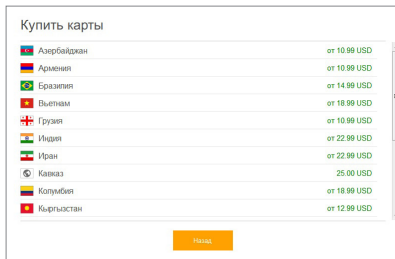 Купить карты
Азербайджан от 10.99 USD
Армения от 10.99 USD
Бразилия от 14.99 USD
Вьетнам от 18.99 USD
Грузия от 10.99 USD
Индия от 22.99 USD
Иран от 22.99 USD
Кавказ 25.00 USD
Колумбия от 18.99 USD
Кыргызстан от 12.99 USD
Назад